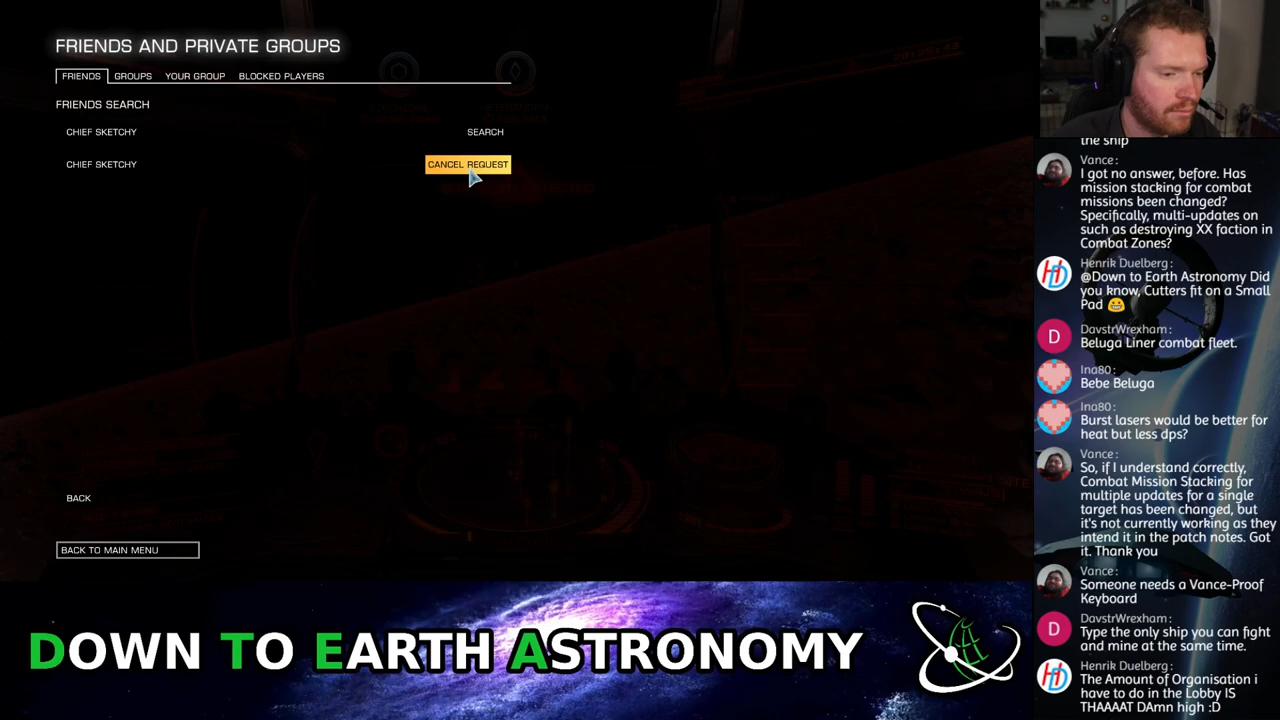 FRIENDS AND PRIVATE GROUPS
FRIENDS
GROUPS
YOUR GROUP
BLOCKED PLAYERS
FRIENDS SEARCH
CHIEF SKETCHY
SEARCH
CHIEF SKETCHY
CANCEL REQUEST
BACK
BACK TO MAIN MENU
DOWN TO EARTH ASTRONOMY
the ship
Vance:
I got no answer, before. Has
mission stacking for combat
missions been changed?
Specifically, multi-updates on
such as destroying XX faction in
Combat Zones?
Henrik Duelberg:
@Down to Earth Astronomy Did
you know, Cutters fit on a Small
Pad 😬
D
DavstrWrexham:
Beluga Liner combat fleet.
Ina80:
Bebe Beluga
Ina80:
Burst lasers would be better for
heat but less dps?
Vance:
So, if I understand correctly,
Combat Mission Stacking for
multiple updates for a single
target has been changed, but
it's not currently working as they
intend it in the patch notes. Got
it. Thank you
Vance:
Someone needs a Vance-Proof
Keyboard
D
DavstrWrexham:
Type the only ship you can fight
and mine at the same time.
Henrik Duelberg:
The Amount of Organisation i
have to do in the Lobby IS
THAAAAT DAmn high :D